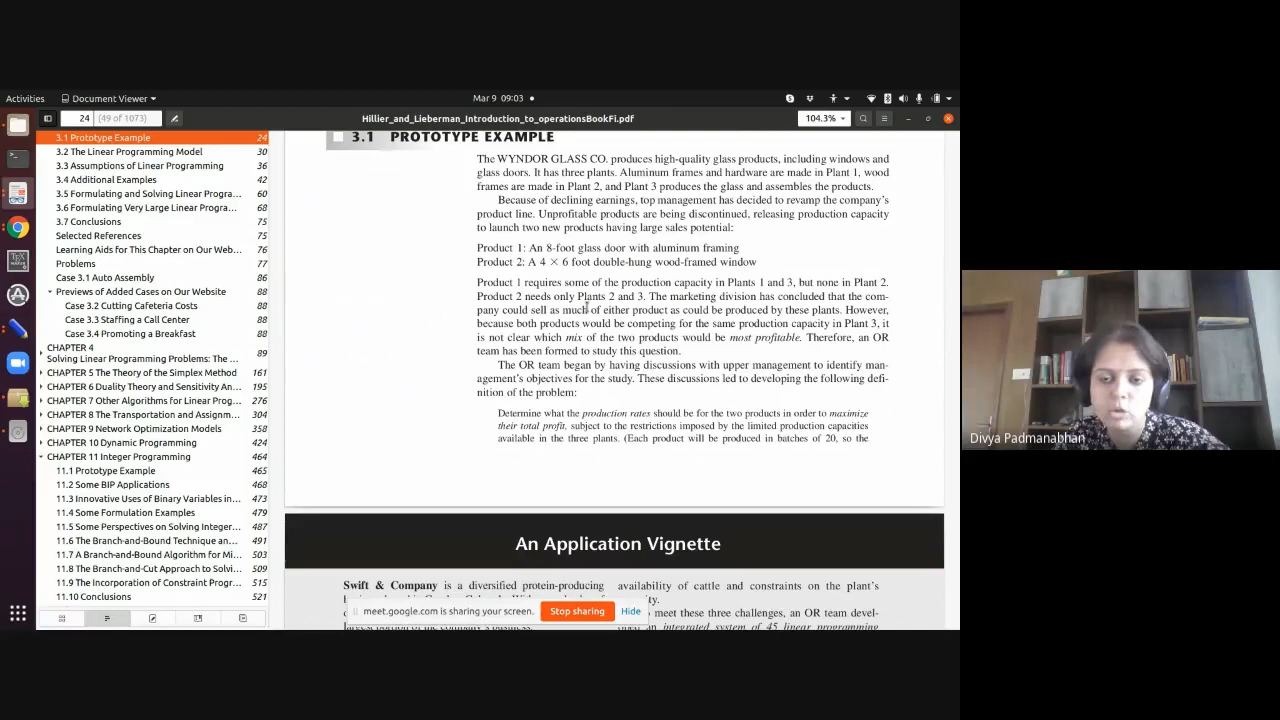 Activities
Document Viewer
Mar 9 09:03
24
(49 of 1073)
Hillier_and_Lieberman_Introduction_to_operationsBookFi.pdf
104.3%
3.1 Prototype Example 24
3.2 The Linear Programming Model 30
3.3 Assumptions of Linear Programming 36
3.4 Additional Examples 42
3.5 Formulating and Solving Linear Progra... 60
3.6 Formulating Very Large Linear Progra... 68
3.7 Conclusions 75
Selected References 75
Learning Aids for This Chapter on Our Web... 76
Problems 77
Case 3.1 Auto Assembly 86
Previews of Added Cases on Our Website 88
Case 3.2 Cutting Cafeteria Costs 88
Case 3.3 Staffing a Call Center 88
Case 3.4 Promoting a Breakfast 88
CHAPTER 4
Solving Linear Programming Problems: The ... 89
CHAPTER 5 The Theory of the Simplex Method 161
CHAPTER 6 Duality Theory and Sensitivity An... 195
CHAPTER 7 Other Algorithms for Linear Prog... 276
CHAPTER 8 The Transportation and Assignm... 304
CHAPTER 9 Network Optimization Models 358
CHAPTER 10 Dynamic Programming 424
CHAPTER 11 Integer Programming 464
11.1 Prototype Example 465
11.2 Some BIP Applications 468
11.3 Innovative Uses of Binary Variables in... 473
11.4 Some Formulation Examples 479
11.5 Some Perspectives on Solving Integer... 487
11.6 The Branch-and-Bound Technique an... 491
11.7 A Branch-and-Bound Algorithm for Mi... 503
11.8 The Branch-and-Cut Approach to Solvi... 509
11.9 The Incorporation of Constraint Progr... 515
11.10 Conclusions 521
3.1 PROTOTYPE EXAMPLE
The WYNDOR GLASS CO. produces high-quality glass products, including windows and
glass doors. It has three plants. Aluminum frames and hardware are made in Plant 1, wood
frames are made in Plant 2, and Plant 3 produces the glass and assembles the products.
Because of declining earnings, top management has decided to revamp the company's
product line. Unprofitable products are being discontinued, releasing production capacity
to launch two new products having large sales potential:
Product 1: An 8-foot glass door with aluminum framing
Product 2: A 4 × 6 foot double-hung wood-framed window
Product 1 requires some of the production capacity in Plants 1 and 3, but none in Plant 2.
Product 2 needs only Plants 2 and 3. The marketing division has concluded that the com-
pany could sell as much of either product as could be produced by these plants. However,
because both products would be competing for the same production capacity in Plant 3, it
is not clear which mix of the two products would be most profitable. Therefore, an OR
team has been formed to study this question.
The OR team began by having discussions with upper management to identify man-
agement's objectives for the study. These discussions led to developing the following defi-
nition of the problem:
Determine what the production rates should be for the two products in order to maximize
their total profit, subject to the restrictions imposed by the limited production capacities
available in the three plants. (Each product will be produced in batches of 20, so the
An Application Vignette
Swift & Company is a diversified protein-producing
availability of cattle and constraints on the plant's
meet these three challenges, an OR team devel-
integrated system of 45 linear programming
meet.google.com is sharing your screen.
Stop sharing
Hide
Divya Padmanabhan